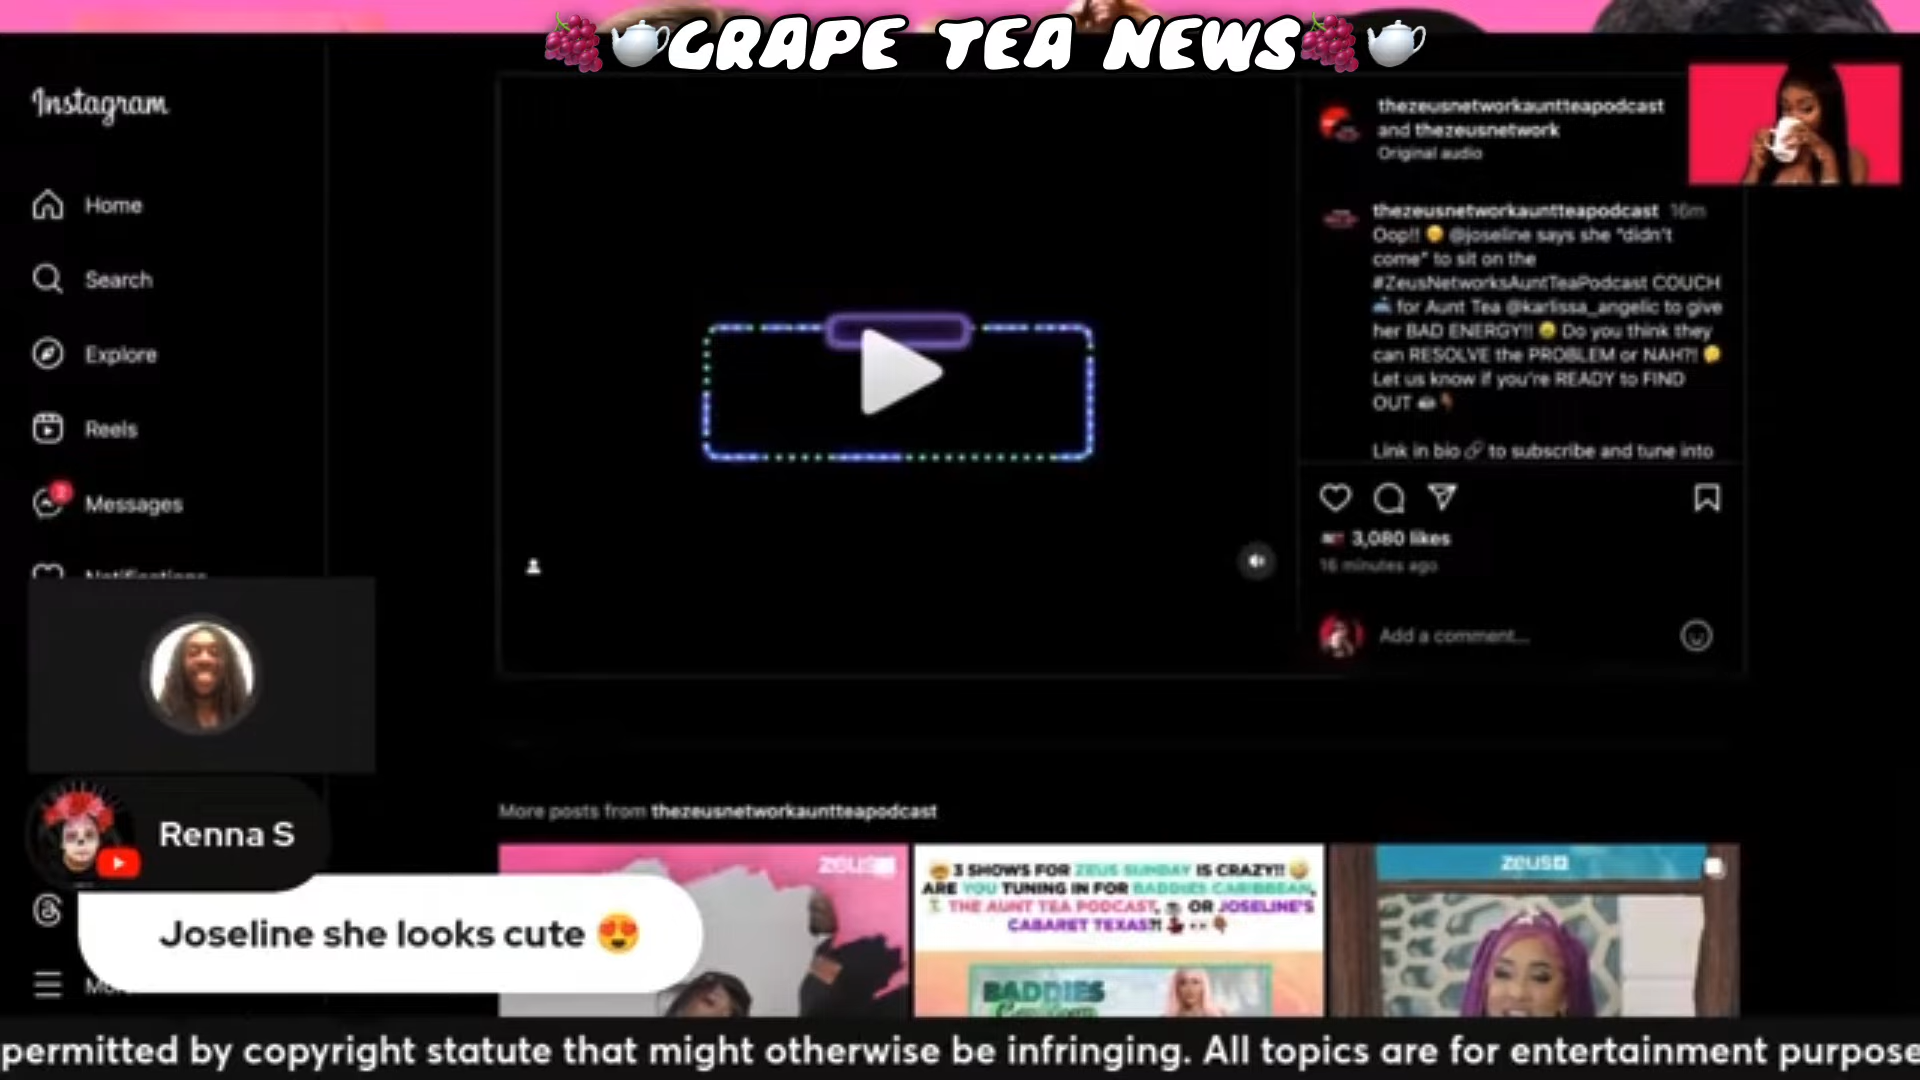 GRAPE TEA NEWS
Instagram
Home
Search
Explore
Reels
2
Messages
Notifications
thezeusnetworkauntteapodcast
and thezeusnetwork
Original audio
thezeusnetworkauntteapodcast 16m
Oop!! @joseline says she "didn't
come" to sit on the
#ZeusNetworksAuntTeaPodcast COUCH
for Aunt Tea @karlissa_angelic to give
her BAD ENERGY!! Do you think they
can RESOLVE the PROBLEM or NAH?!
Let us know if you're READY to FIND
OUT
Link in bio to subscribe and tune into
3,080 likes
16 minutes ago
Add a comment...
Renna S
Joseline she looks cute 😍
More posts from thezeusnetworkauntteapodcast
zeus
3 SHOWS FOR ZEUS SUNDAY IS CRAZY!!
ARE YOU TUNING IN FOR BADDIES CARIBBEAN,
THE AUNT TEA PODCAST, OR JOSELINE'S
CABARET TEXAS?!
BADDIES
Caribbean
zeus
permitted by copyright statute that might otherwise be infringing. All topics are for entertainment purpose